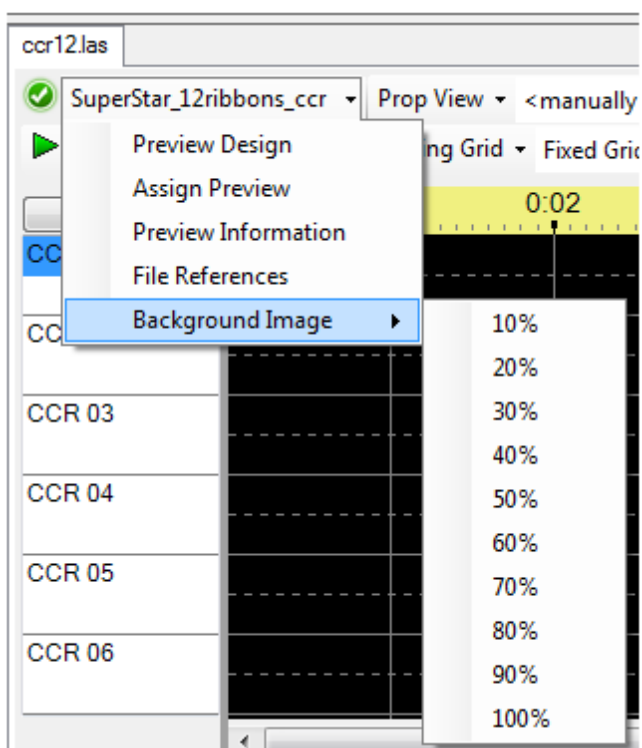 ccr12.las
SuperStar_12ribbons_ccr Prop View <manually
Preview Design
ing Grid Fixed Gric
Assign Preview
0:02
Preview Information
CC
File References
Background Image
CC
10%
20%
30%
CCR 03
40%
CCR 04
50%
60%
CCR 05
70%
80%
CCR 06
90%
100%